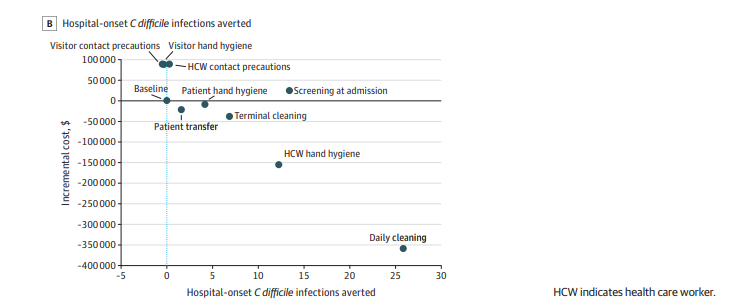 B Hospital-onset C difficile infections averted
Visitor contact precautions Visitor hand hygiene
100 000
HCW contact precautions
50 000
Baseline Patient hand hygiene Screening at admission
0
Terminal cleaning
-50 000
Patient transfer
-100 000
HCW hand hygiene
-150 000
-200 000
-250 000
-300 000
Daily cleaning
-350 000
-400 000
Incremental cost, $
-5 0 5 10 15 20 25 30
Hospital-onset C difficile infections averted
HCW indicates health care worker.